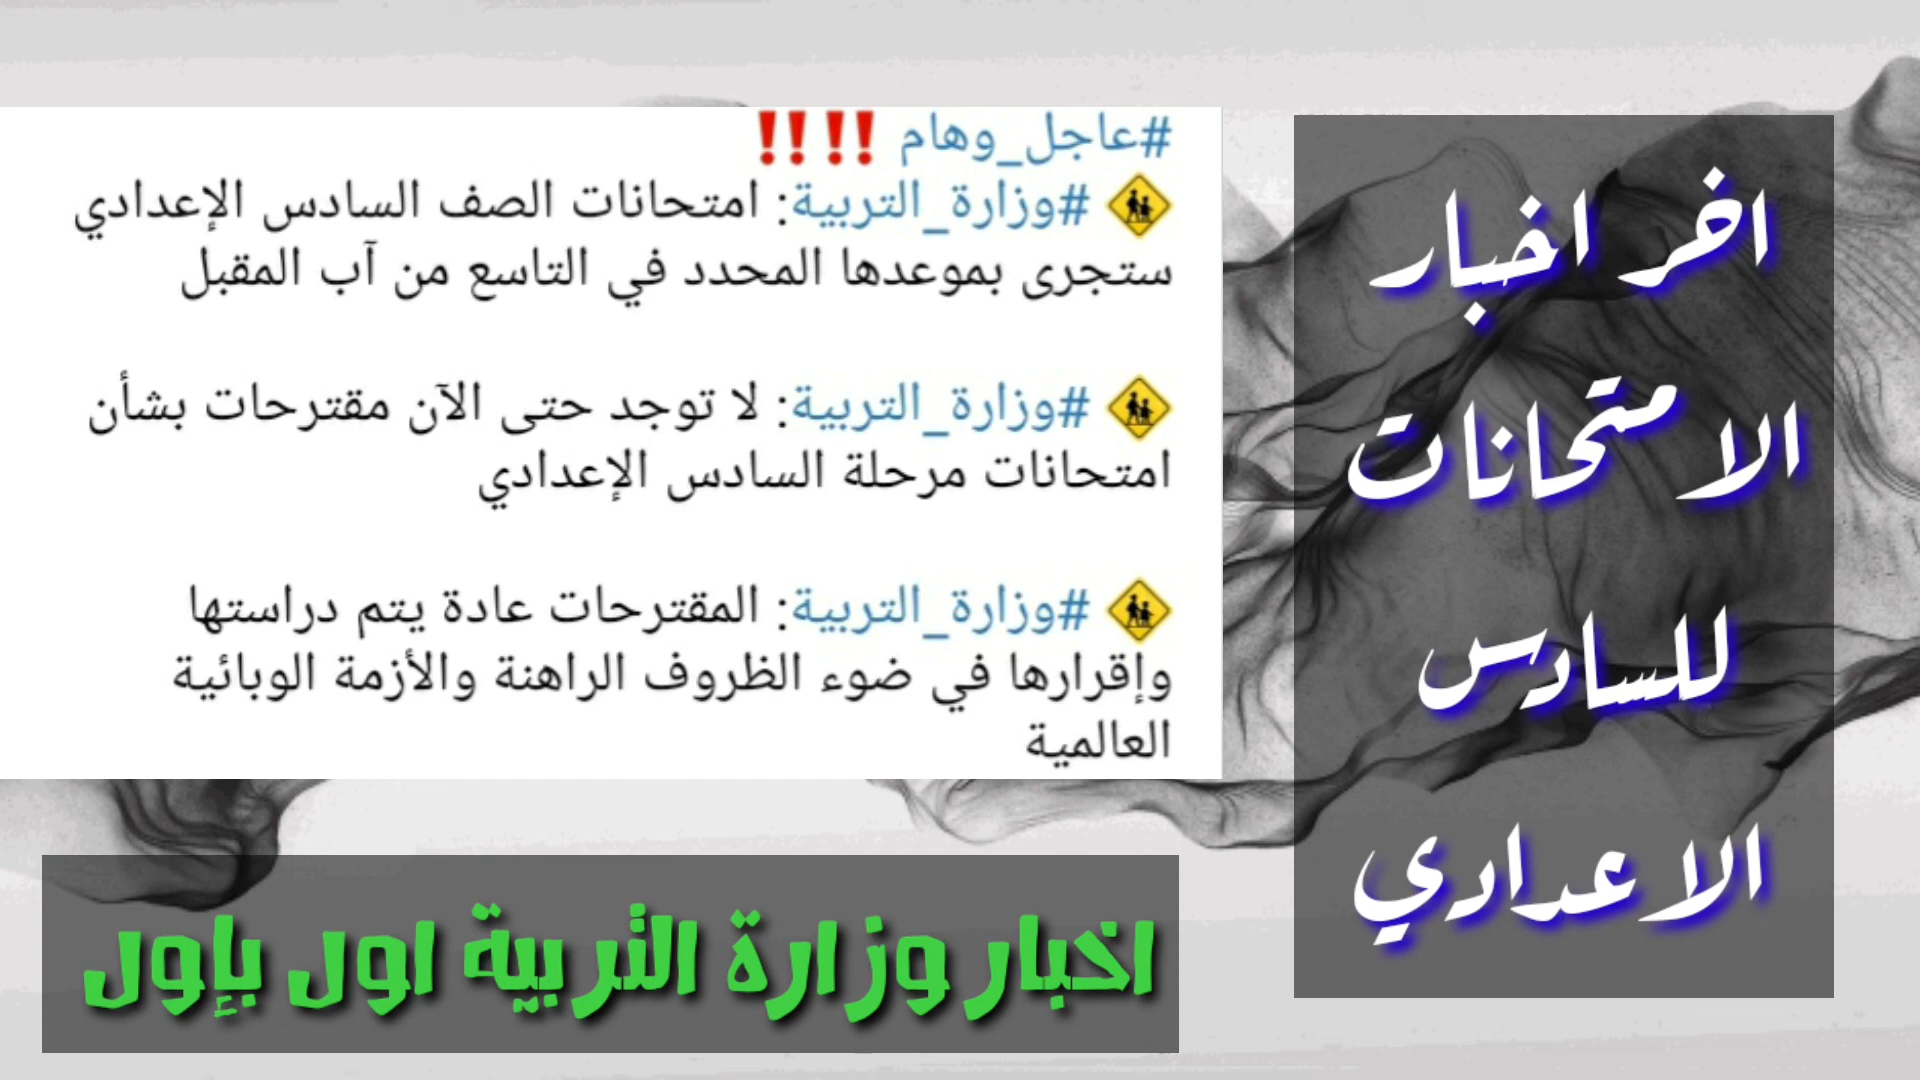 #عاجل_وهام ‼️‼️
🚸 #وزارة_التربية: امتحانات الصف السادس الإعدادي
ستجرى بموعدها المحدد في التاسع من آب المقبل
🚸 #وزارة_التربية: لا توجد حتى الآن مقترحات بشأن
امتحانات مرحلة السادس الإعدادي
🚸 #وزارة_التربية: المقترحات عادة يتم دراستها
وإقرارها في ضوء الظروف الراهنة والأزمة الوبائية
العالمية
اخر اخبار
الامتحانات
للسادس
الاعدادي
اخبار وزارة التربية اول بإول